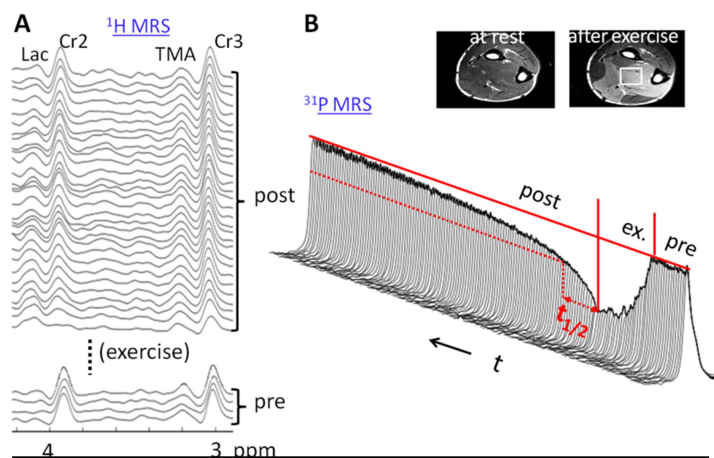 A
¹H MRS
Lac Cr2 TMA Cr3
post
(exercise)
pre
4 3 ppm
B
at rest
after exercise
³¹P MRS
post
ex.
pre
t1/2
t